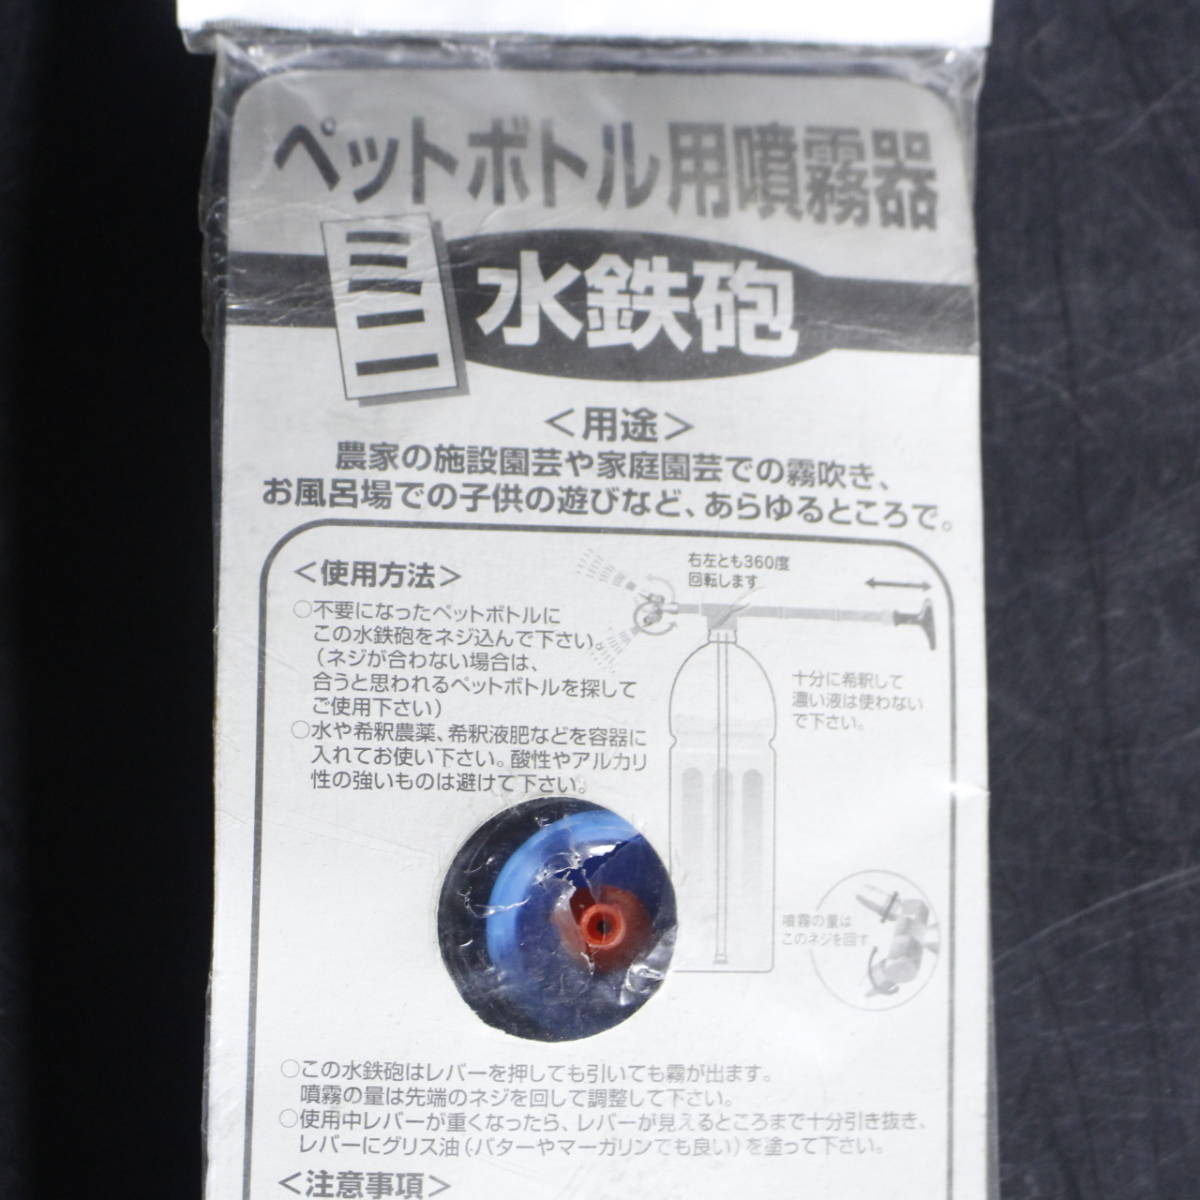 ペットボトル用噴霧器
ミニ
水鉄砲
＜用途＞
農家の施設園芸や家庭園芸での霧吹き、
お風呂場での子供の遊びなど、あらゆるところで。
＜使用方法＞
○不要になったペットボトルに
この水鉄砲をネジ込んで下さい。
（ネジが合わない場合は、
合うと思われるペットボトルを探して
ご使用下さい）
○水や希釈農薬、希釈液肥などを容器に
入れてお使い下さい。酸性やアルカリ
性の強いものは避けて下さい。
右左とも360度
回転します
十分に希釈して
濃い液は使わない
で下さい。
噴霧の量は
このネジを回す
○この水鉄砲はレバーを押しても引いても霧が出ます。
噴霧の量は先端のネジを回して調整して下さい。
○使用中レバーが重くなったら、レバーが見えるところまで十分引き抜き、
レバーにグリス油（バターやマーガリンでも良い）を塗って下さい。
＜注意事項＞